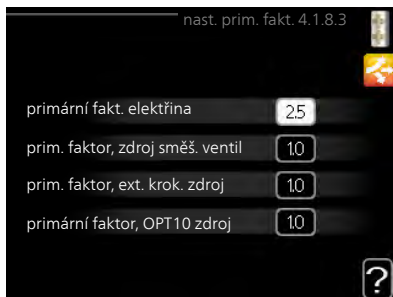 nast. prim. fakt. 4.1.8.3
primární fakt. elektřina 2.5
prim. faktor, zdroj směš. ventil 1.0
prim. faktor, ext. krok. zdroj 1.0
primární faktor, OPT10 zdroj 1.0
?